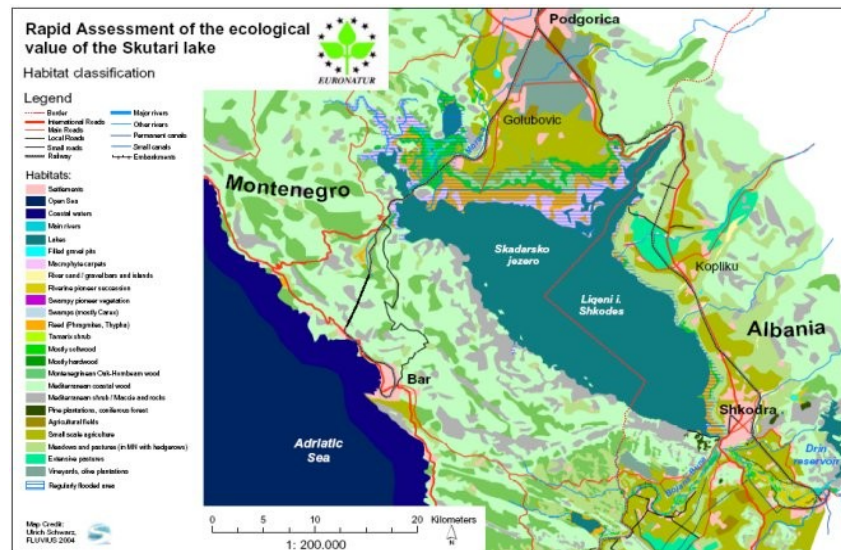 Rapid Assessment of the ecological
value of the Skutari lake
Habitat classification
EURONATUR
Legend
Border
International Roads
Main Roads
Local Roads
Small roads
Railway
Major rivers
Other rivers
Permanent canals
Small canals
Embankments
Habitats:
Settlements
Open Sea
Coastal waters
Main rivers
Lakes
Filled gravel pits
Macrophyte carpets
River sand / gravel bars and islands
Riverine pioneer succession
Swampy pioneer vegetation
Swamps (mostly Carex)
Reed (Phragmites, Thypha)
Tamarix shrub
Mostly softwood
Mostly hardwood
Montenegrinean Oak-Hornbeam wood
Mediterranean coastal wood
Mediterranean shrub / Maccie and rocks
Pine plantations, coniferous forest
Agricultural fields
Small scale agriculture
Meadows and pastures (in MN with hedgerows)
Extensive pastures
Vineyards, olive plantations
Regularly flooded area
Map Credit:
Ulrich Schwarz,
FLUVIUS 2004
Podgorica
Golubovic
Montenegro
Skadarsko
jezero
Liqeni i.
Shkodes
Kopliku
Albania
Bar
Shkodra
Adriatic
Sea
Drin
reservoir
0 5 10 20
Kilometers
N
1: 200.000